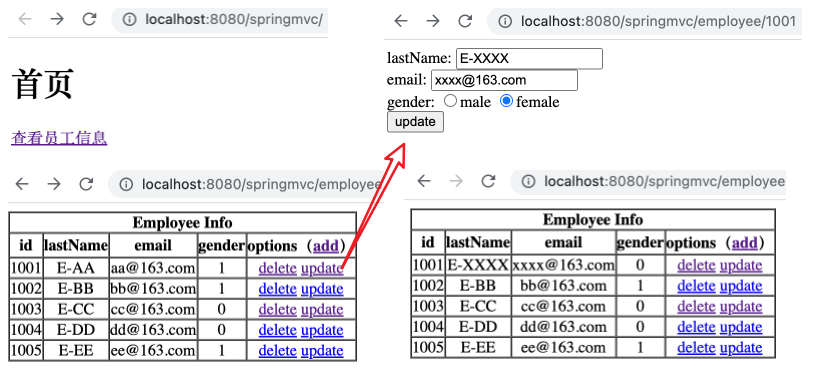 localhost:8080/springmvc/
首页
查看员工信息
localhost:8080/springmvc/employee/1001
lastName: E-XXXX
email: xxxx@163.com
gender: male female
update
localhost:8080/springmvc/employee
Employee Info
id lastName email gender options（add）
1001 E-AA aa@163.com 1 delete update
1002 E-BB bb@163.com 1 delete update
1003 E-CC cc@163.com 0 delete update
1004 E-DD dd@163.com 0 delete update
1005 E-EE ee@163.com 1 delete update
localhost:8080/springmvc/employee
Employee Info
id lastName email gender options（add）
1001 E-XXXX xxxx@163.com 0 delete update
1002 E-BB bb@163.com 1 delete update
1003 E-CC cc@163.com 0 delete update
1004 E-DD dd@163.com 0 delete update
1005 E-EE ee@163.com 1 delete update